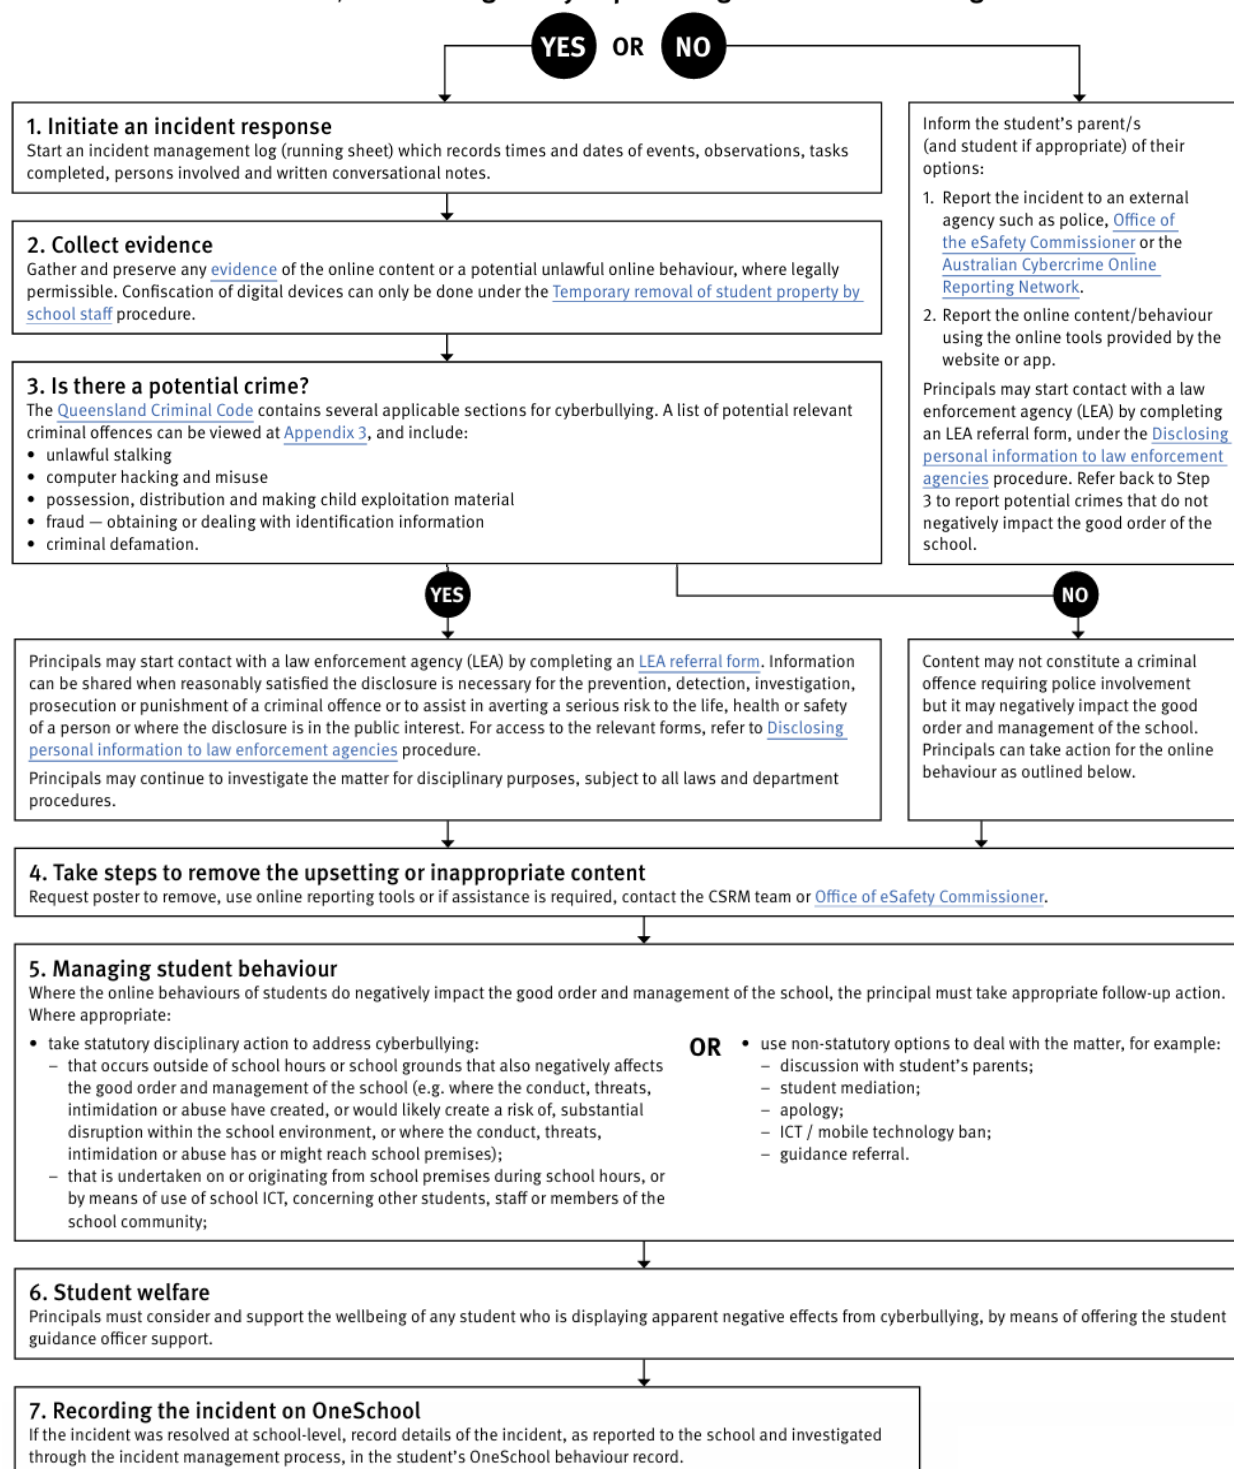 YES OR NO
1. Initiate an incident response
Start an incident management log (running sheet) which records times and dates of events, observations, tasks
completed, persons involved and written conversational notes.
2. Collect evidence
Gather and preserve any evidence of the online content or a potential unlawful online behaviour, where legally
permissible. Confiscation of digital devices can only be done under the Temporary removal of student property by
school staff procedure.
3. Is there a potential crime?
The Queensland Criminal Code contains several applicable sections for cyberbullying. A list of potential relevant
criminal offences can be viewed at Appendix 3, and include:
• unlawful stalking
• computer hacking and misuse
• possession, distribution and making child exploitation material
• fraud — obtaining or dealing with identification information
• criminal defamation.
Inform the student's parent/s
(and student if appropriate) of their
options:
1. Report the incident to an external
agency such as police, Office of
the eSafety Commissioner or the
Australian Cybercrime Online
Reporting Network.
2. Report the online content/behaviour
using the online tools provided by the
website or app.
Principals may start contact with a law
enforcement agency (LEA) by completing
an LEA referral form, under the Disclosing
personal information to law enforcement
agencies procedure. Refer back to Step
3 to report potential crimes that do not
negatively impact the good order of the
school.
YES
NO
Principals may start contact with a law enforcement agency (LEA) by completing an LEA referral form. Information
can be shared when reasonably satisfied the disclosure is necessary for the prevention, detection, investigation,
prosecution or punishment of a criminal offence or to assist in averting a serious risk to the life, health or safety
of a person or where the disclosure is in the public interest. For access to the relevant forms, refer to Disclosing
personal information to law enforcement agencies procedure.
Principals may continue to investigate the matter for disciplinary purposes, subject to all laws and department
procedures.
Content may not constitute a criminal
offence requiring police involvement
but it may negatively impact the good
order and management of the school.
Principals can take action for the online
behaviour as outlined below.
4. Take steps to remove the upsetting or inappropriate content
Request poster to remove, use online reporting tools or if assistance is required, contact the CSRM team or Office of eSafety Commissioner.
5. Managing student behaviour
Where the online behaviours of students do negatively impact the good order and management of the school, the principal must take appropriate follow-up action.
Where appropriate:
• take statutory disciplinary action to address cyberbullying:
– that occurs outside of school hours or school grounds that also negatively affects
the good order and management of the school (e.g. where the conduct, threats,
intimidation or abuse have created, or would likely create a risk of, substantial
disruption within the school environment, or where the conduct, threats,
intimidation or abuse has or might reach school premises);
– that is undertaken on or originating from school premises during school hours, or
by means of use of school ICT, concerning other students, staff or members of the
school community;
OR
• use non-statutory options to deal with the matter, for example:
– discussion with student's parents;
– student mediation;
– apology;
– ICT / mobile technology ban;
– guidance referral.
6. Student welfare
Principals must consider and support the wellbeing of any student who is displaying apparent negative effects from cyberbullying, by means of offering the student
guidance officer support.
7. Recording the incident on OneSchool
If the incident was resolved at school-level, record details of the incident, as reported to the school and investigated
through the incident management process, in the student's OneSchool behaviour record.